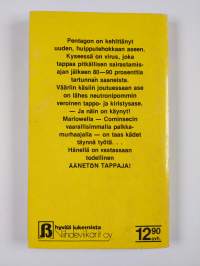 Pentagon on kehittänyt
uuden, huipputehokkaan aseen.
Kyseessä on virus, joka
tappaa pitkällisen sairastamis-
ajan jälkeen 80—90 prosenttia
tartunnan saaneista.
Vääriin käsiin joutuessaan ase
on lähes neutronipommin
veroinen tappo- ja kiristysase.
— Ja näin on käynyt!
Marlowella — Cominsecin
vaarallisimmalla palkka-
murhaajalla — on taas kädet
täynnä työtä...
Hänellä on vastassaan
todellinen
ÄÄNETÖN TAPPAJA!
hyvää lukemista
Viihdeviikarit oy
12.90
svh.